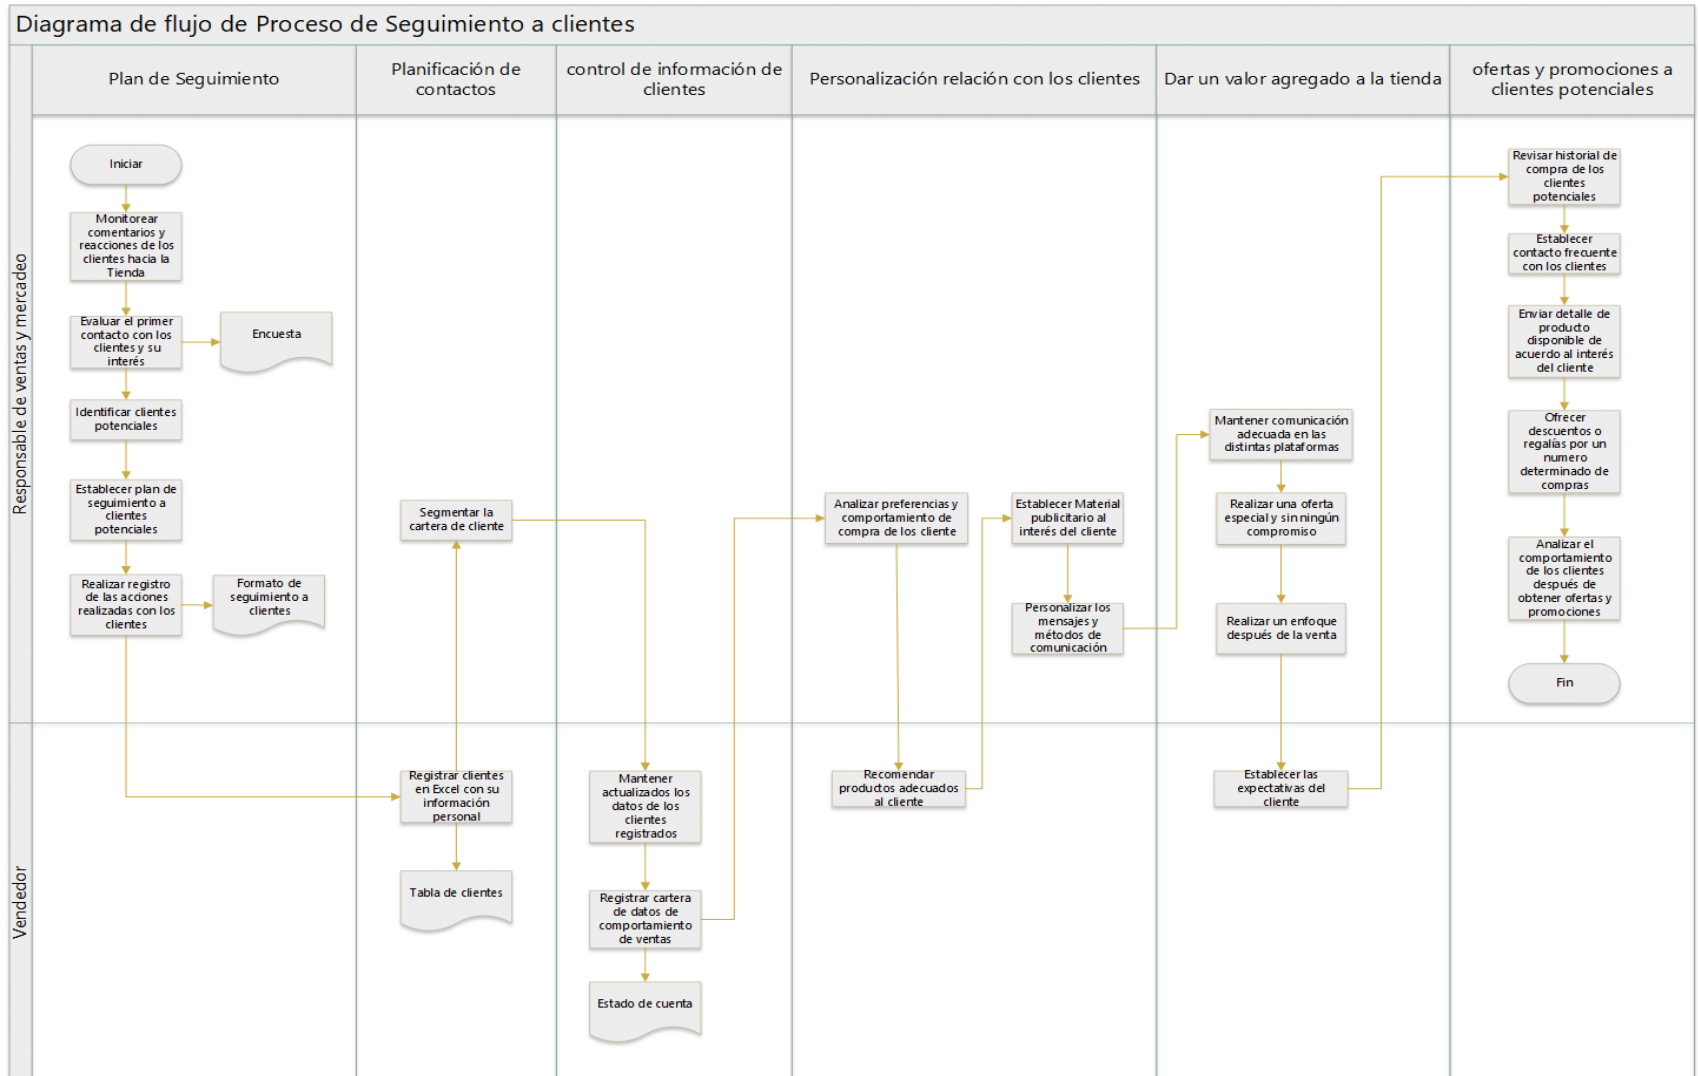 Diagrama de flujo de Proceso de Seguimiento a clientes
Plan de Seguimiento
Planificación de
contactos
control de información de
clientes
Personalización relación con los clientes
Dar un valor agregado a la tienda
ofertas y promociones a
clientes potenciales
Responsable de ventas y mercadeo
Iniciar
Monitorear
comentarios y
reacciones de los
clientes hacia la
Tienda
Evaluar el primer
contacto con los
clientes y su
interés
Encuesta
Identificar clientes
potenciales
Establecer plan de
seguimiento a
clientes
potenciales
Realizar registro
de las acciones
realizadas con los
clientes
Formato de
seguimiento a
clientes
Segmentar la
cartera de cliente
Analizar preferencias y
comportamiento de
compra de los cliente
Establecer Material
publicitario al
interés del cliente
Personalizar los
mensajes y
métodos de
comunicación
Mantener comunicación
adecuada en las
distintas plataformas
Realizar una oferta
especial y sin ningún
compromiso
Realizar un enfoque
después de la venta
Revisar historial de
compra de los
clientes
potenciales
Establecer
contacto frecuente
con los clientes
Enviar detalle de
producto
disponible de
acuerdo al interés
del cliente
Ofrecer
descuentos o
regalías por un
numero
determinado de
compras
Analizar el
comportamiento
de los clientes
después de
obtener ofertas y
promociones
Fin
Vendedor
Registrar clientes
en Excel con su
información
personal
Tabla de clientes
Mantener
actualizados los
datos de los
clientes
registrados
Registrar cartera
de datos de
comportamiento
de ventas
Estado de cuenta
Recomendar
productos adecuados
al cliente
Establecer las
expectativas del
cliente